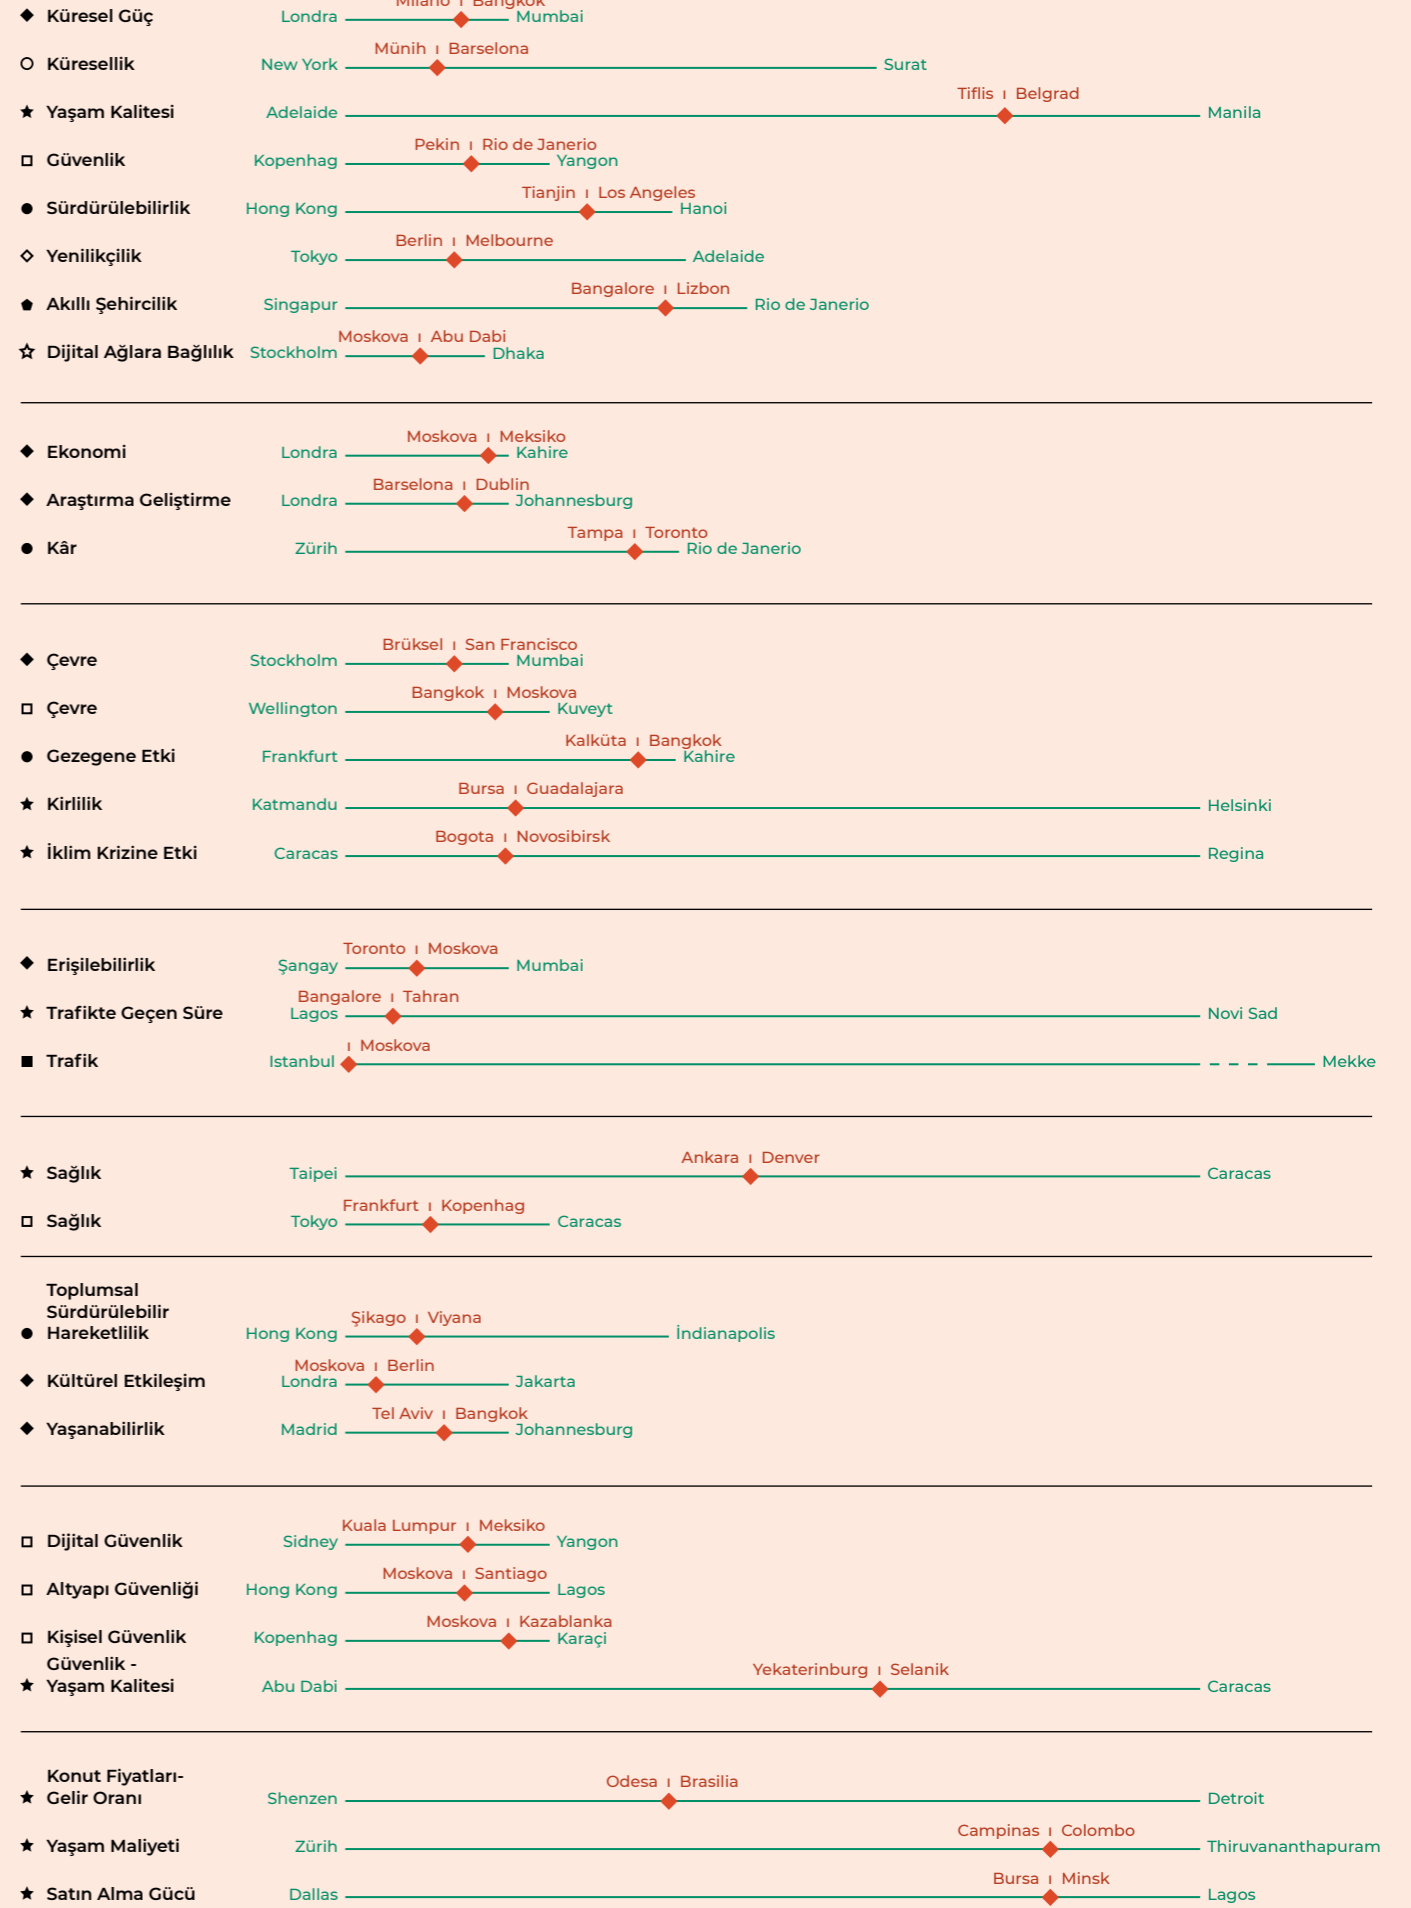 Milano ı Bangkok
Küresel Güç Londra Mumbai
Münih ı Barselona
Küresellik New York Surat
Tiflis ı Belgrad
Yaşam Kalitesi Adelaide Manila
Pekin ı Rio de Janerio
Güvenlik Kopenhag Yangon
Tianjin ı Los Angeles
Sürdürülebilirlik Hong Kong Hanoi
Berlin ı Melbourne
Yenilikçilik Tokyo Adelaide
Bangalore ı Lizbon
Akıllı Şehircilik Singapur Rio de Janerio
Moskova ı Abu Dabi
Dijital Ağlara Bağlılık Stockholm Dhaka
Moskova ı Meksiko
Ekonomi Londra Kahire
Barselona ı Dublin
Araştırma Geliştirme Londra Johannesburg
Tampa ı Toronto
Kâr Zürih Rio de Janerio
Brüksel ı San Francisco
Çevre Stockholm Mumbai
Bangkok ı Moskova
Çevre Wellington Kuveyt
Kalküta ı Bangkok
Gezegene Etki Frankfurt Kahire
Bursa ı Guadalajara
Kirlilik Katmandu Helsinki
Bogota ı Novosibirsk
İklim Krizine Etki Caracas Regina
Toronto ı Moskova
Erişilebilirlik Şangay Mumbai
Bangalore ı Tahran
Trafikte Geçen Süre Lagos Novi Sad
ı Moskova
Trafik Istanbul Mekke
Ankara ı Denver
Sağlık Taipei Caracas
Frankfurt ı Kopenhag
Sağlık Tokyo Caracas
Toplumsal
Sürdürülebilir
Şikago ı Viyana
Hareketlilik Hong Kong İndianapolis
Moskova ı Berlin
Kültürel Etkileşim Londra Jakarta
Tel Aviv ı Bangkok
Yaşanabilirlik Madrid Johannesburg
Kuala Lumpur ı Meksiko
Dijital Güvenlik Sidney Yangon
Moskova ı Santiago
Altyapı Güvenliği Hong Kong Lagos
Moskova ı Kazablanka
Kişisel Güvenlik Kopenhag Karaçi
Güvenlik -
Yekaterinburg ı Selanik
Yaşam Kalitesi Abu Dabi Caracas
Konut Fiyatları-
Odesa ı Brasilia
Gelir Oranı Shenzen Detroit
Campinas ı Colombo
Yaşam Maliyeti Zürih Thiruvananthapuram
Bursa ı Minsk
Satın Alma Gücü Dallas Lagos